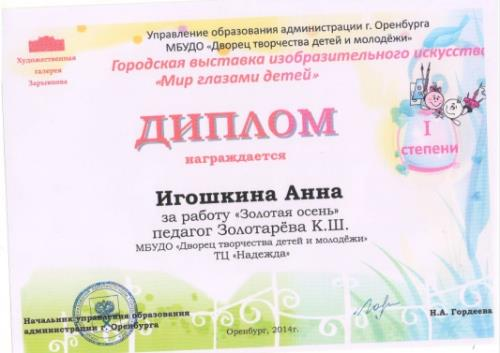 Управление образования администрации г. Оренбурга
МБУДО «Дворец творчества детей и молодёжи»
Художественная
галерея
Городская выставка изобразительного искусства
«Мир глазами детей»
ДИПЛОМ
I
степени
награждается
Игошкина Анна
за работу «Золотая осень»
педагог Золотарёва К.Ш.
МБУДО «Дворец творчества детей и молодёжи»
ТЦ «Надежда»
Начальник управления образования
администрации г. Оренбурга
Н.А. Гордеева
Оренбург, 2014г.